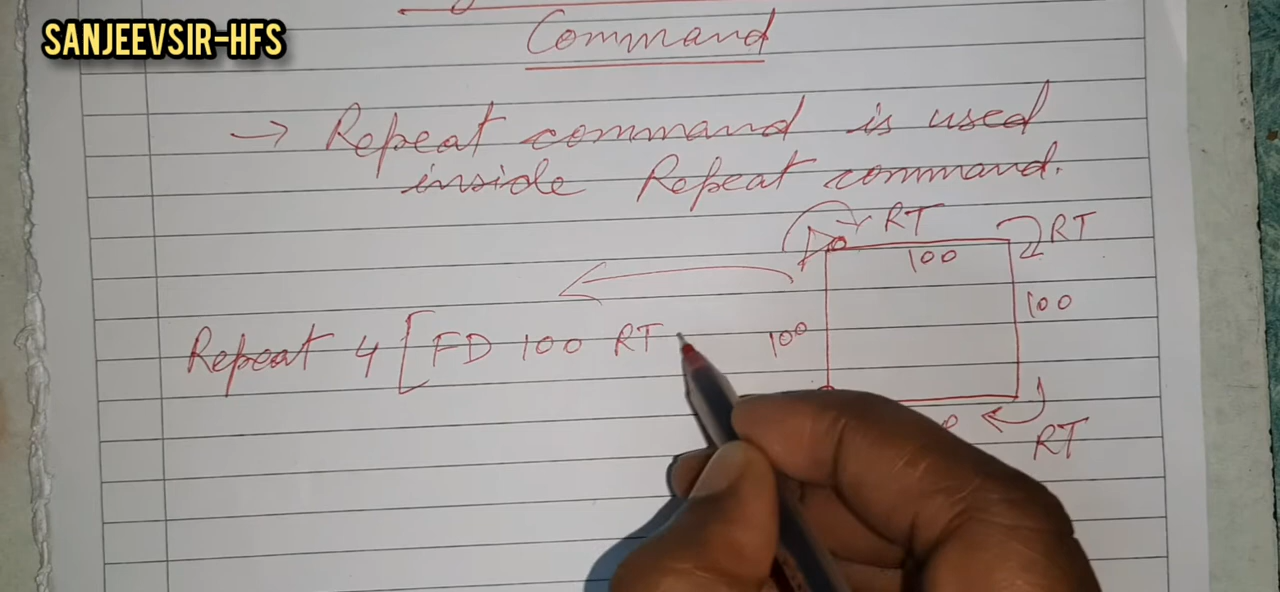 SANJEEVSIR-HFS
Command
→ Repeat command is used
inside Repeat command.
RT RT
100
100
100
Repeat 4 [FD 100 RT
RT